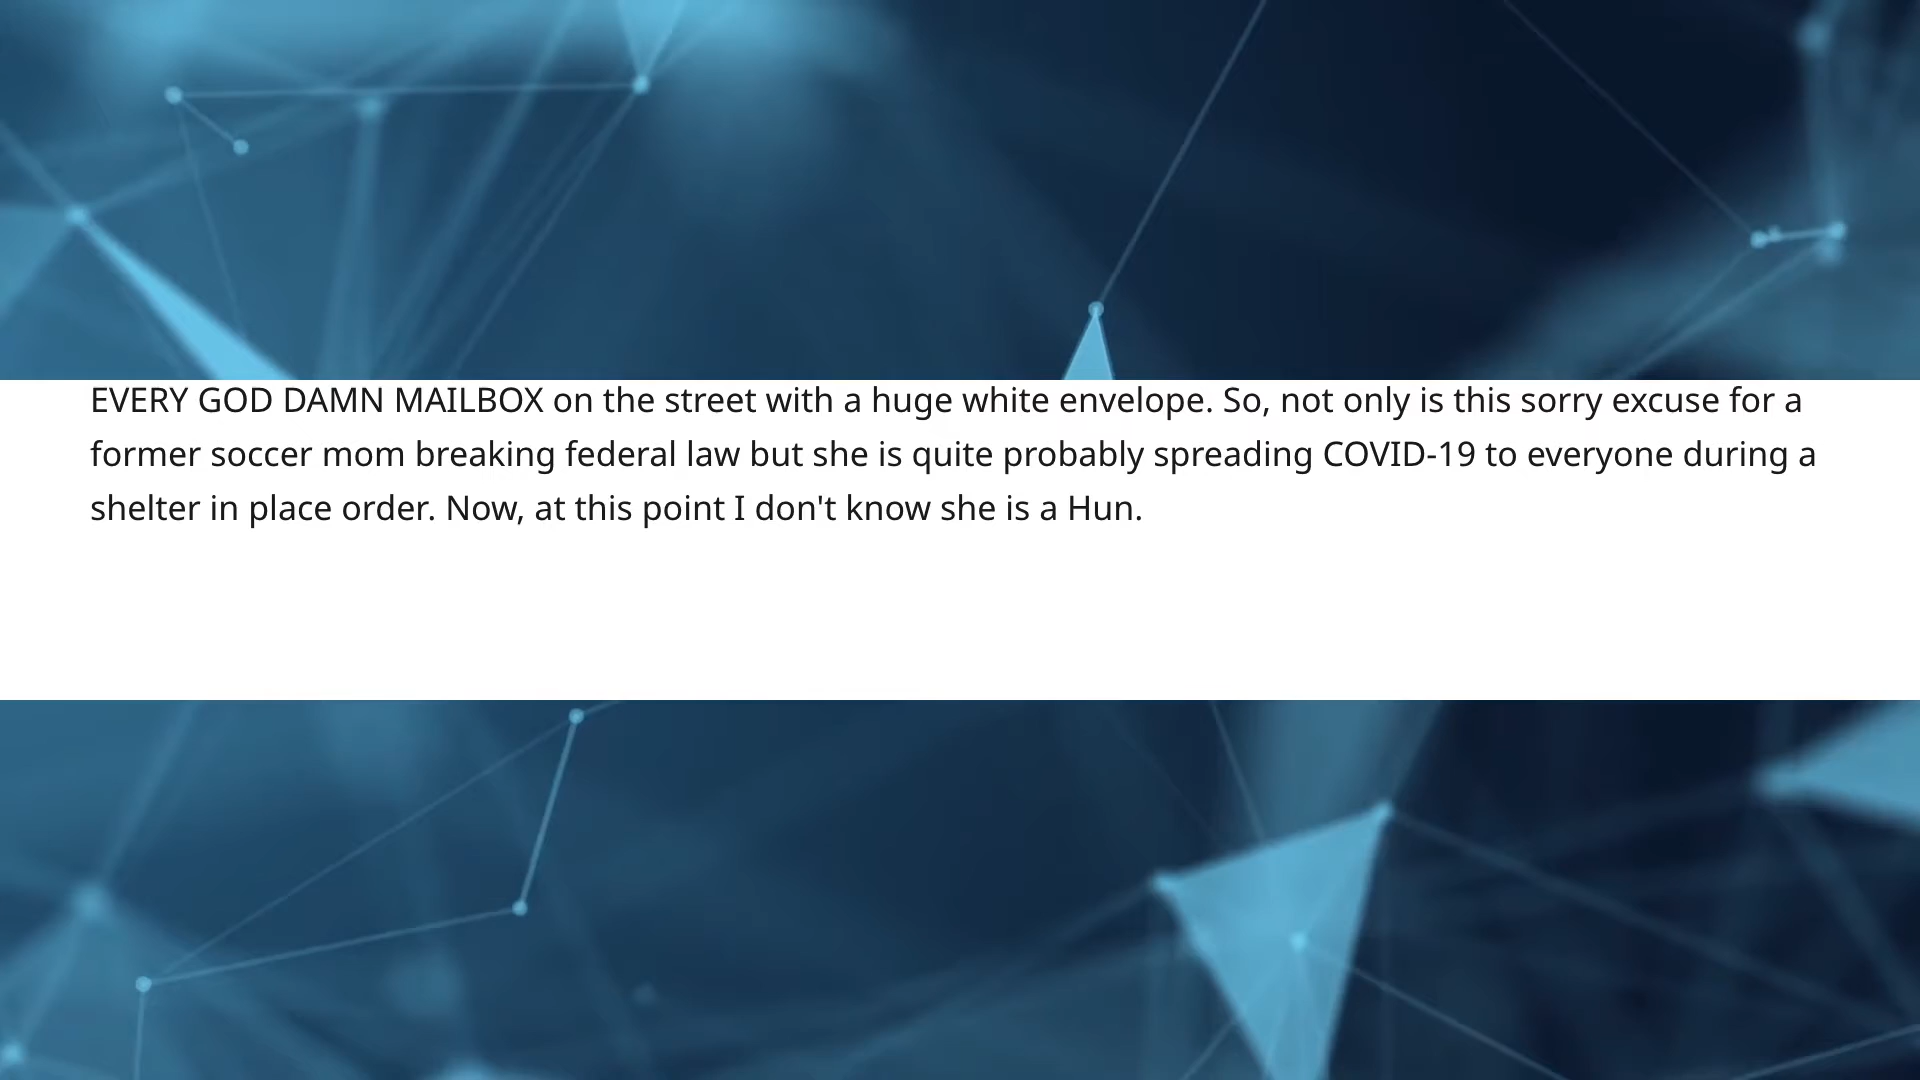 EVERY GOD DAMN MAILBOX on the street with a huge white envelope. So, not only is this sorry excuse for a
former soccer mom breaking federal law but she is quite probably spreading COVID-19 to everyone during a
shelter in place order. Now, at this point I don't know she is a Hun.